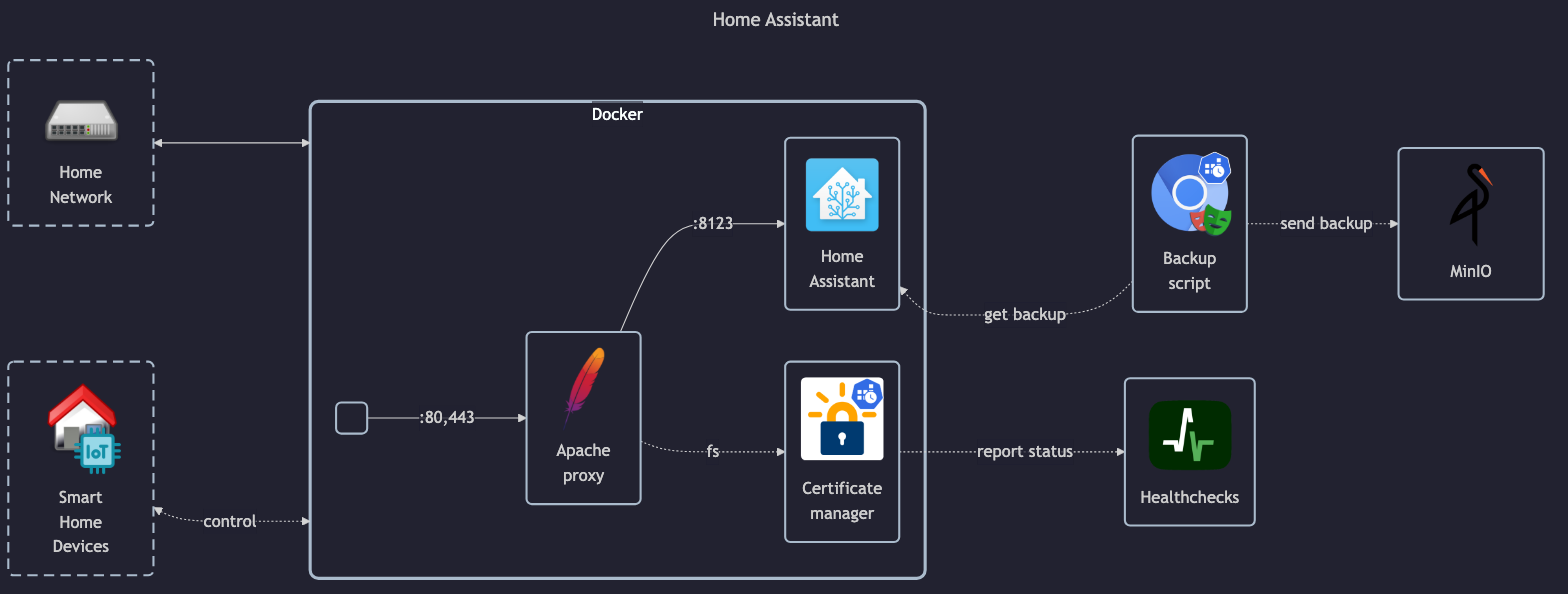 Home Assistant
Home
Network
Docker
Home
Assistant
:8123
Backup
script
send backup
MinIO
get backup
Smart
Home
Devices
IoT
control
:80,443
Apache
proxy
fs
Certificate
manager
report status
Healthchecks